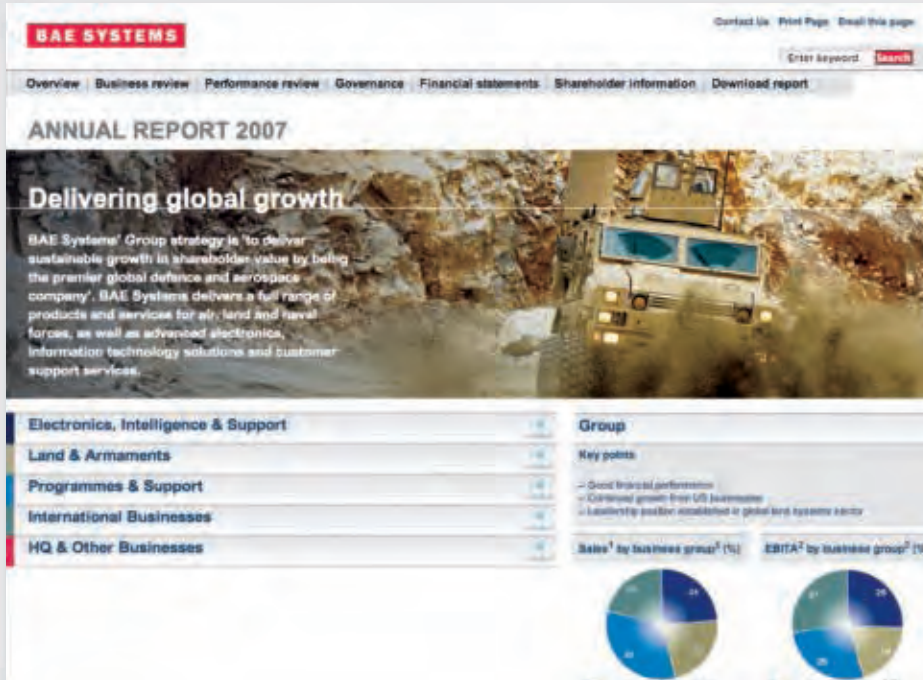 BAE SYSTEMS
Contact Us Print Page Email this page
Enter keyword Search
Overview Business review Performance review Governance Financial statements Shareholder information Download report
ANNUAL REPORT 2007
Delivering global growth
BAE Systems' Group strategy is 'to deliver
sustainable growth in shareholder value by being
the premier global defence and aerospace
company'. BAE Systems delivers a full range of
products and services for air, land and naval
forces, as well as advanced electronics,
information technology solutions and customer
support services.
Electronics, Intelligence & Support
Land & Armaments
Programmes & Support
International Businesses
HQ & Other Businesses
Group
Key points
– Good financial performance
– Continued growth from US businesses
– Leadership position established in global land systems sector
Sales¹ by business group³ (%)
EBITA² by business group³